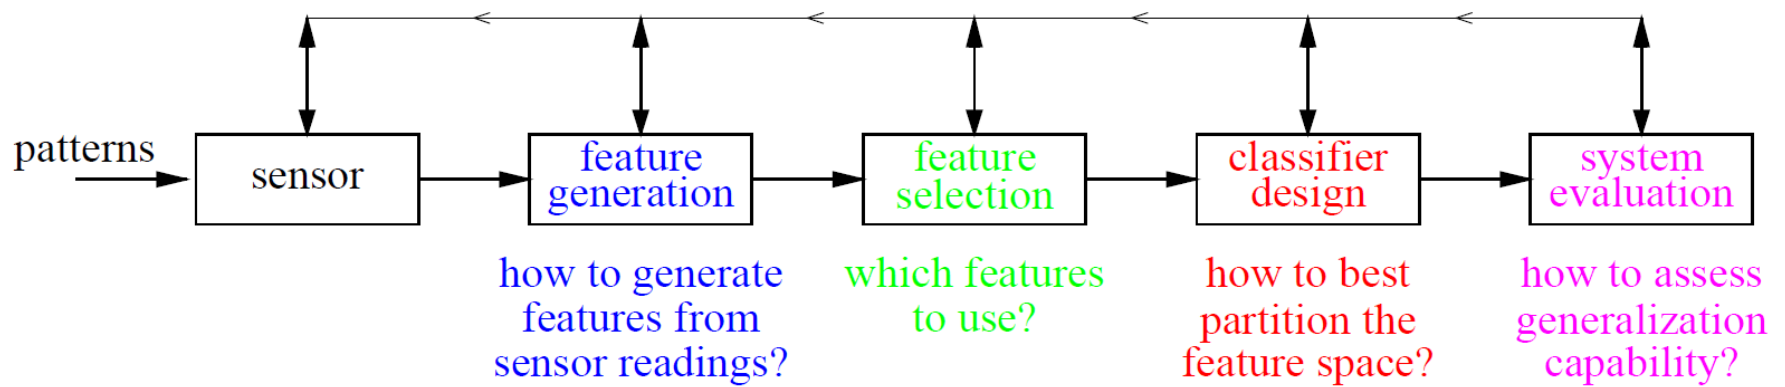 patterns
sensor
feature
generation
feature
selection
classifier
design
system
evaluation
how to generate
features from
sensor readings?
which features
to use?
how to best
partition the
feature space?
how to assess
generalization
capability?